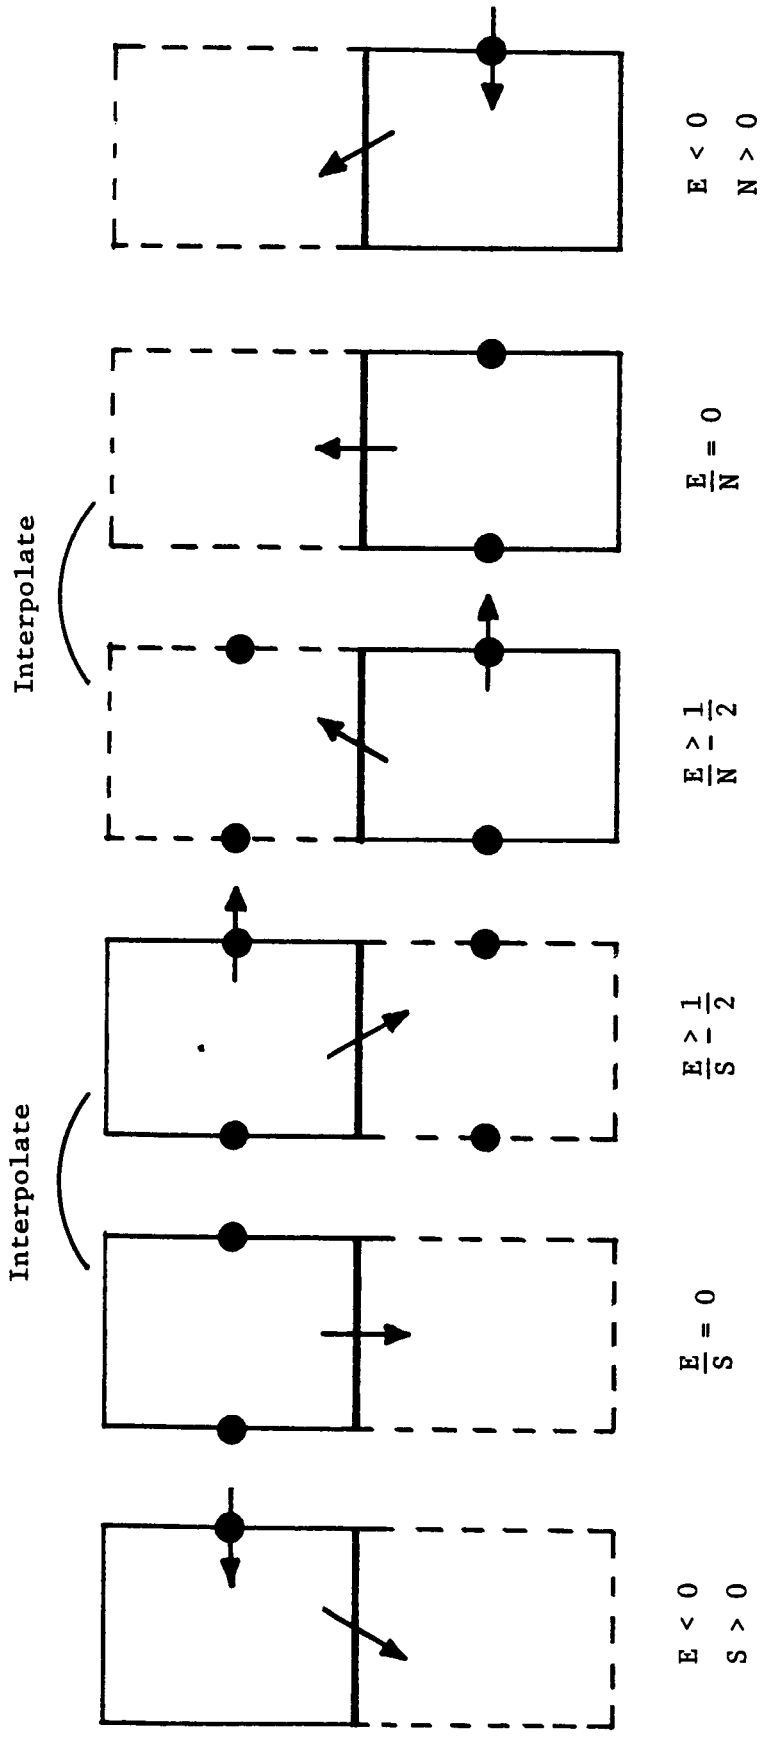 Interpolate
Interpolate
E < 0
S > 0
E/S = 0
E/S ≥ 1/2
E/N ≥ 1/2
E/N = 0
E < 0
N > 0